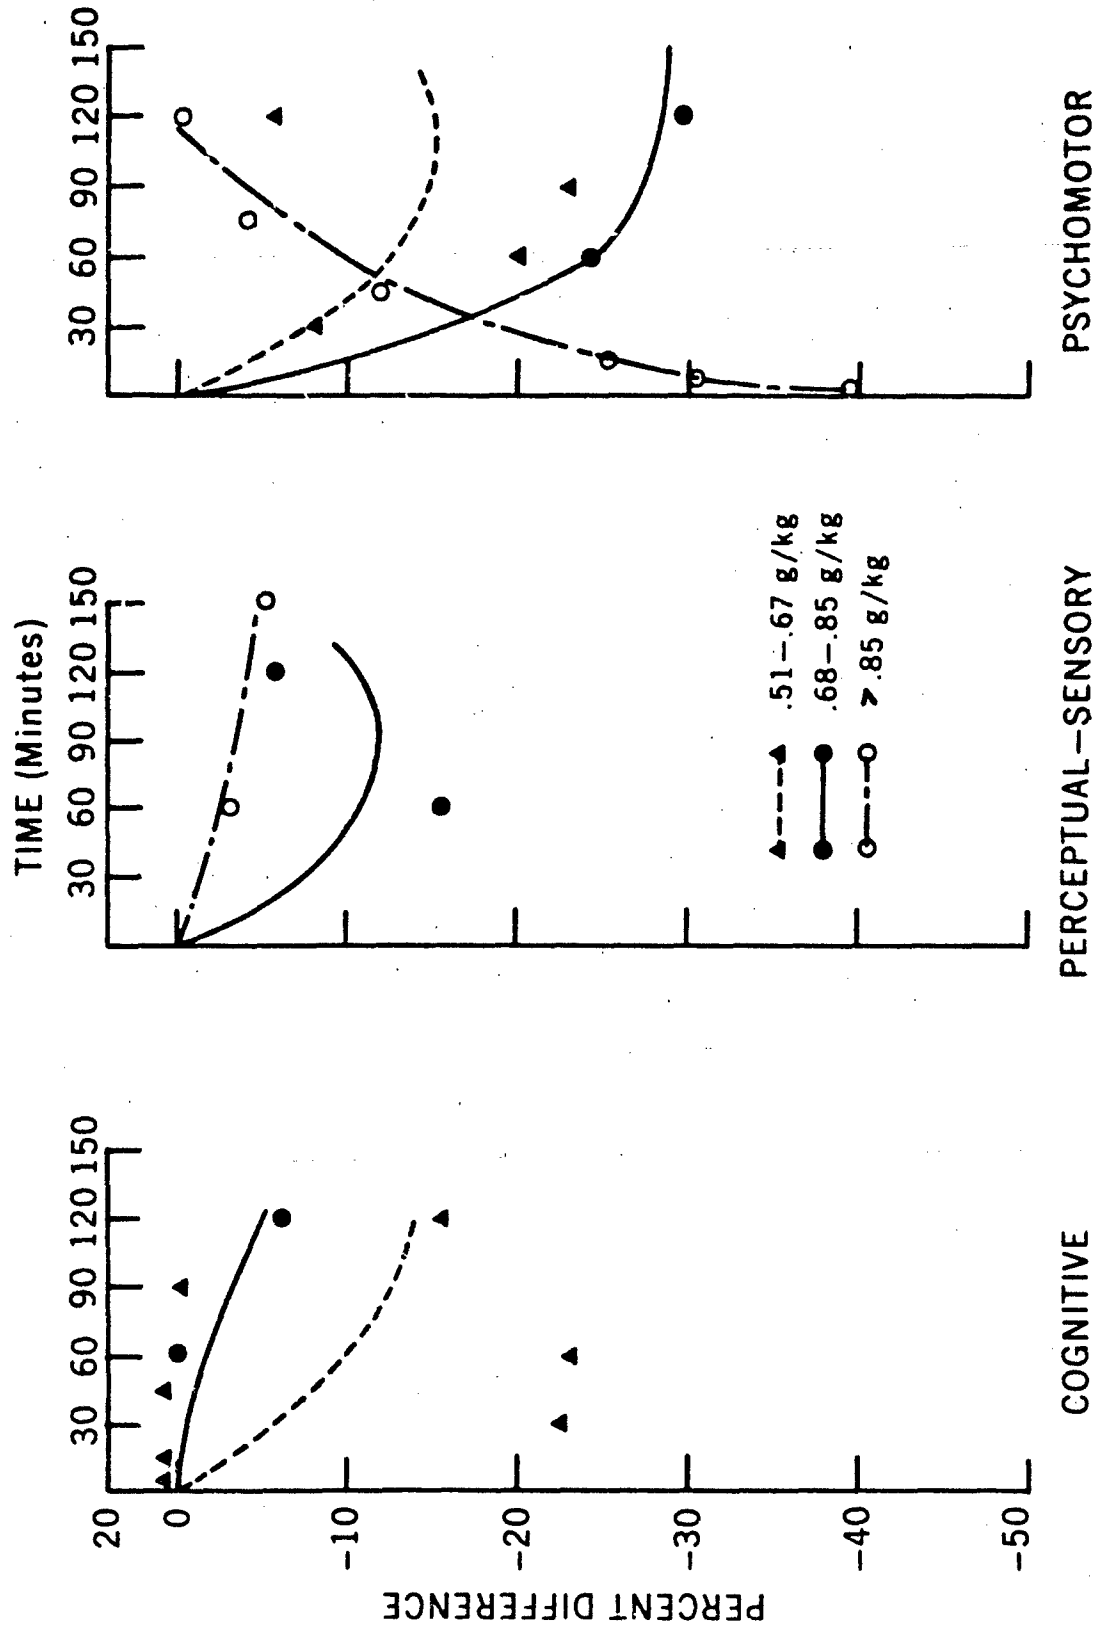 TIME (Minutes)
30 60 90 120 150
30 60 90 120 150
30 60 90 120 150
20
0
-10
-20
-30
-40
-50
PERCENT DIFFERENCE
.51-.67 g/kg
.68-.85 g/kg
>.85 g/kg
COGNITIVE
PERCEPTUAL-SENSORY
PSYCHOMOTOR